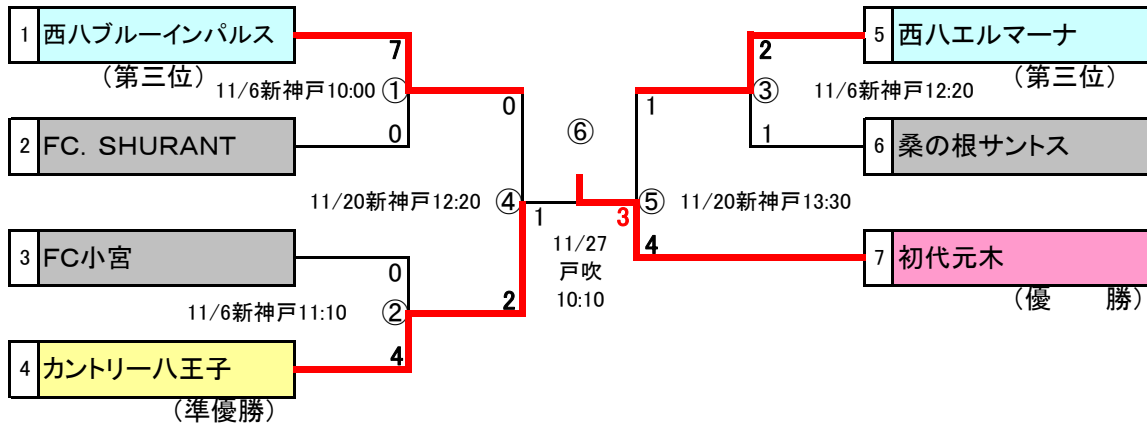 1 西八ブルーインパルス
(第三位)
7
11/6新神戸10:00 ①
0
2 FC. SHURANT
0
11/20新神戸12:20 ④
3 FC小宮
0
11/6新神戸11:10 ②
2
4
4 カントリー八王子
(準優勝)
⑥
1
3
11/27
戸吹
10:10
5 西八エルマーナ
(第三位)
2
③ 11/6新神戸12:20
1
1
6 桑の根サントス
⑤ 11/20新神戸13:30
4
7 初代元木
(優　　勝)